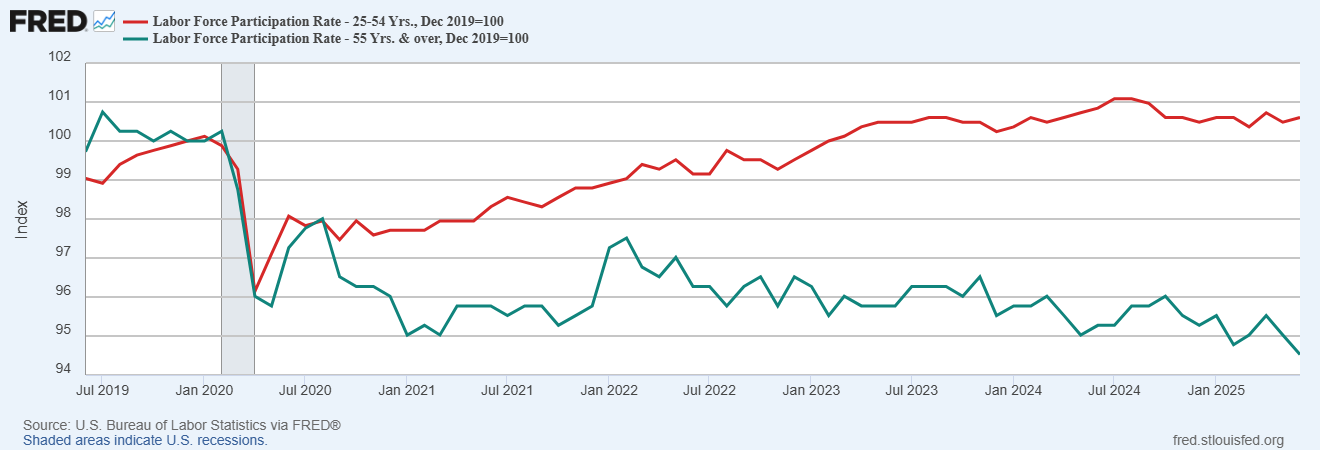 FRED®
Labor Force Participation Rate - 25-54 Yrs., Dec 2019=100
Labor Force Participation Rate - 55 Yrs. & over, Dec 2019=100
102
101
100
99
98
97
96
95
94
Index
Jul 2019 Jan 2020 Jul 2020 Jan 2021 Jul 2021 Jan 2022 Jul 2022 Jan 2023 Jul 2023 Jan 2024 Jul 2024 Jan 2025
Source: U.S. Bureau of Labor Statistics via FRED®
Shaded areas indicate U.S. recessions.
fred.stlouisfed.org